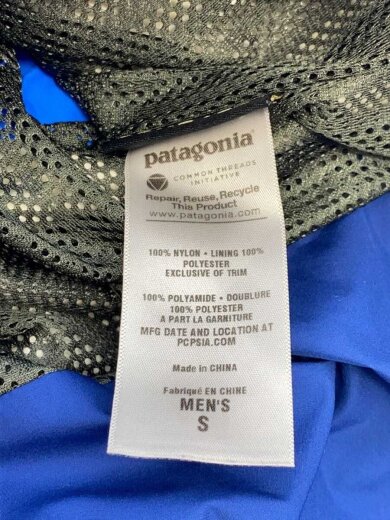 patagonia®
COMMON THREADS
INITIATIVE
Repair, Reuse, Recycle
This Product
www.patagonia.com
100% NYLON • LINING 100%
POLYESTER
EXCLUSIVE OF TRIM
100% POLYAMIDE • DOUBLURE
100% POLYESTER
A PART LA GARNITURE
MFG DATE AND LOCATION AT
PCPSIA.COM
Made in CHINA
Fabriqué EN CHINE
MEN'S
S